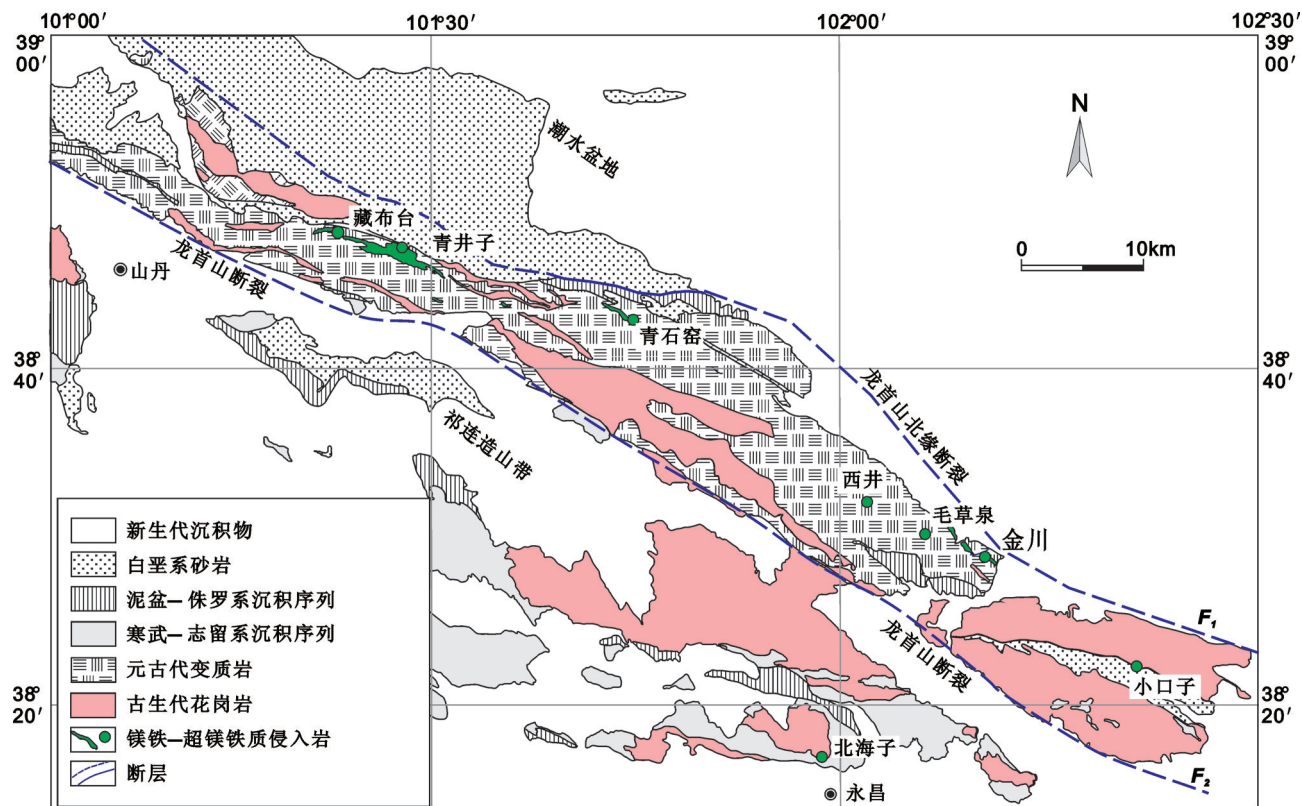 101°00′
101°30′
102°00′
102°30′
39°
00′
39°
00′
潮水盆地
N
藏布台
青井子
0
10km
山丹
龙首山断裂
青石窑
38°
40′
38°
40′
龙首山北缘断裂
祁连造山带
西井
毛草泉
金川
新生代沉积物
白垩系砂岩
泥盆—侏罗系沉积序列
寒武—志留系沉积序列
元古代变质岩
古生代花岗岩
镁铁—超镁铁质侵入岩
断层
F1
龙首山断裂
小口子
38°
20′
38°
20′
北海子
F2
永昌